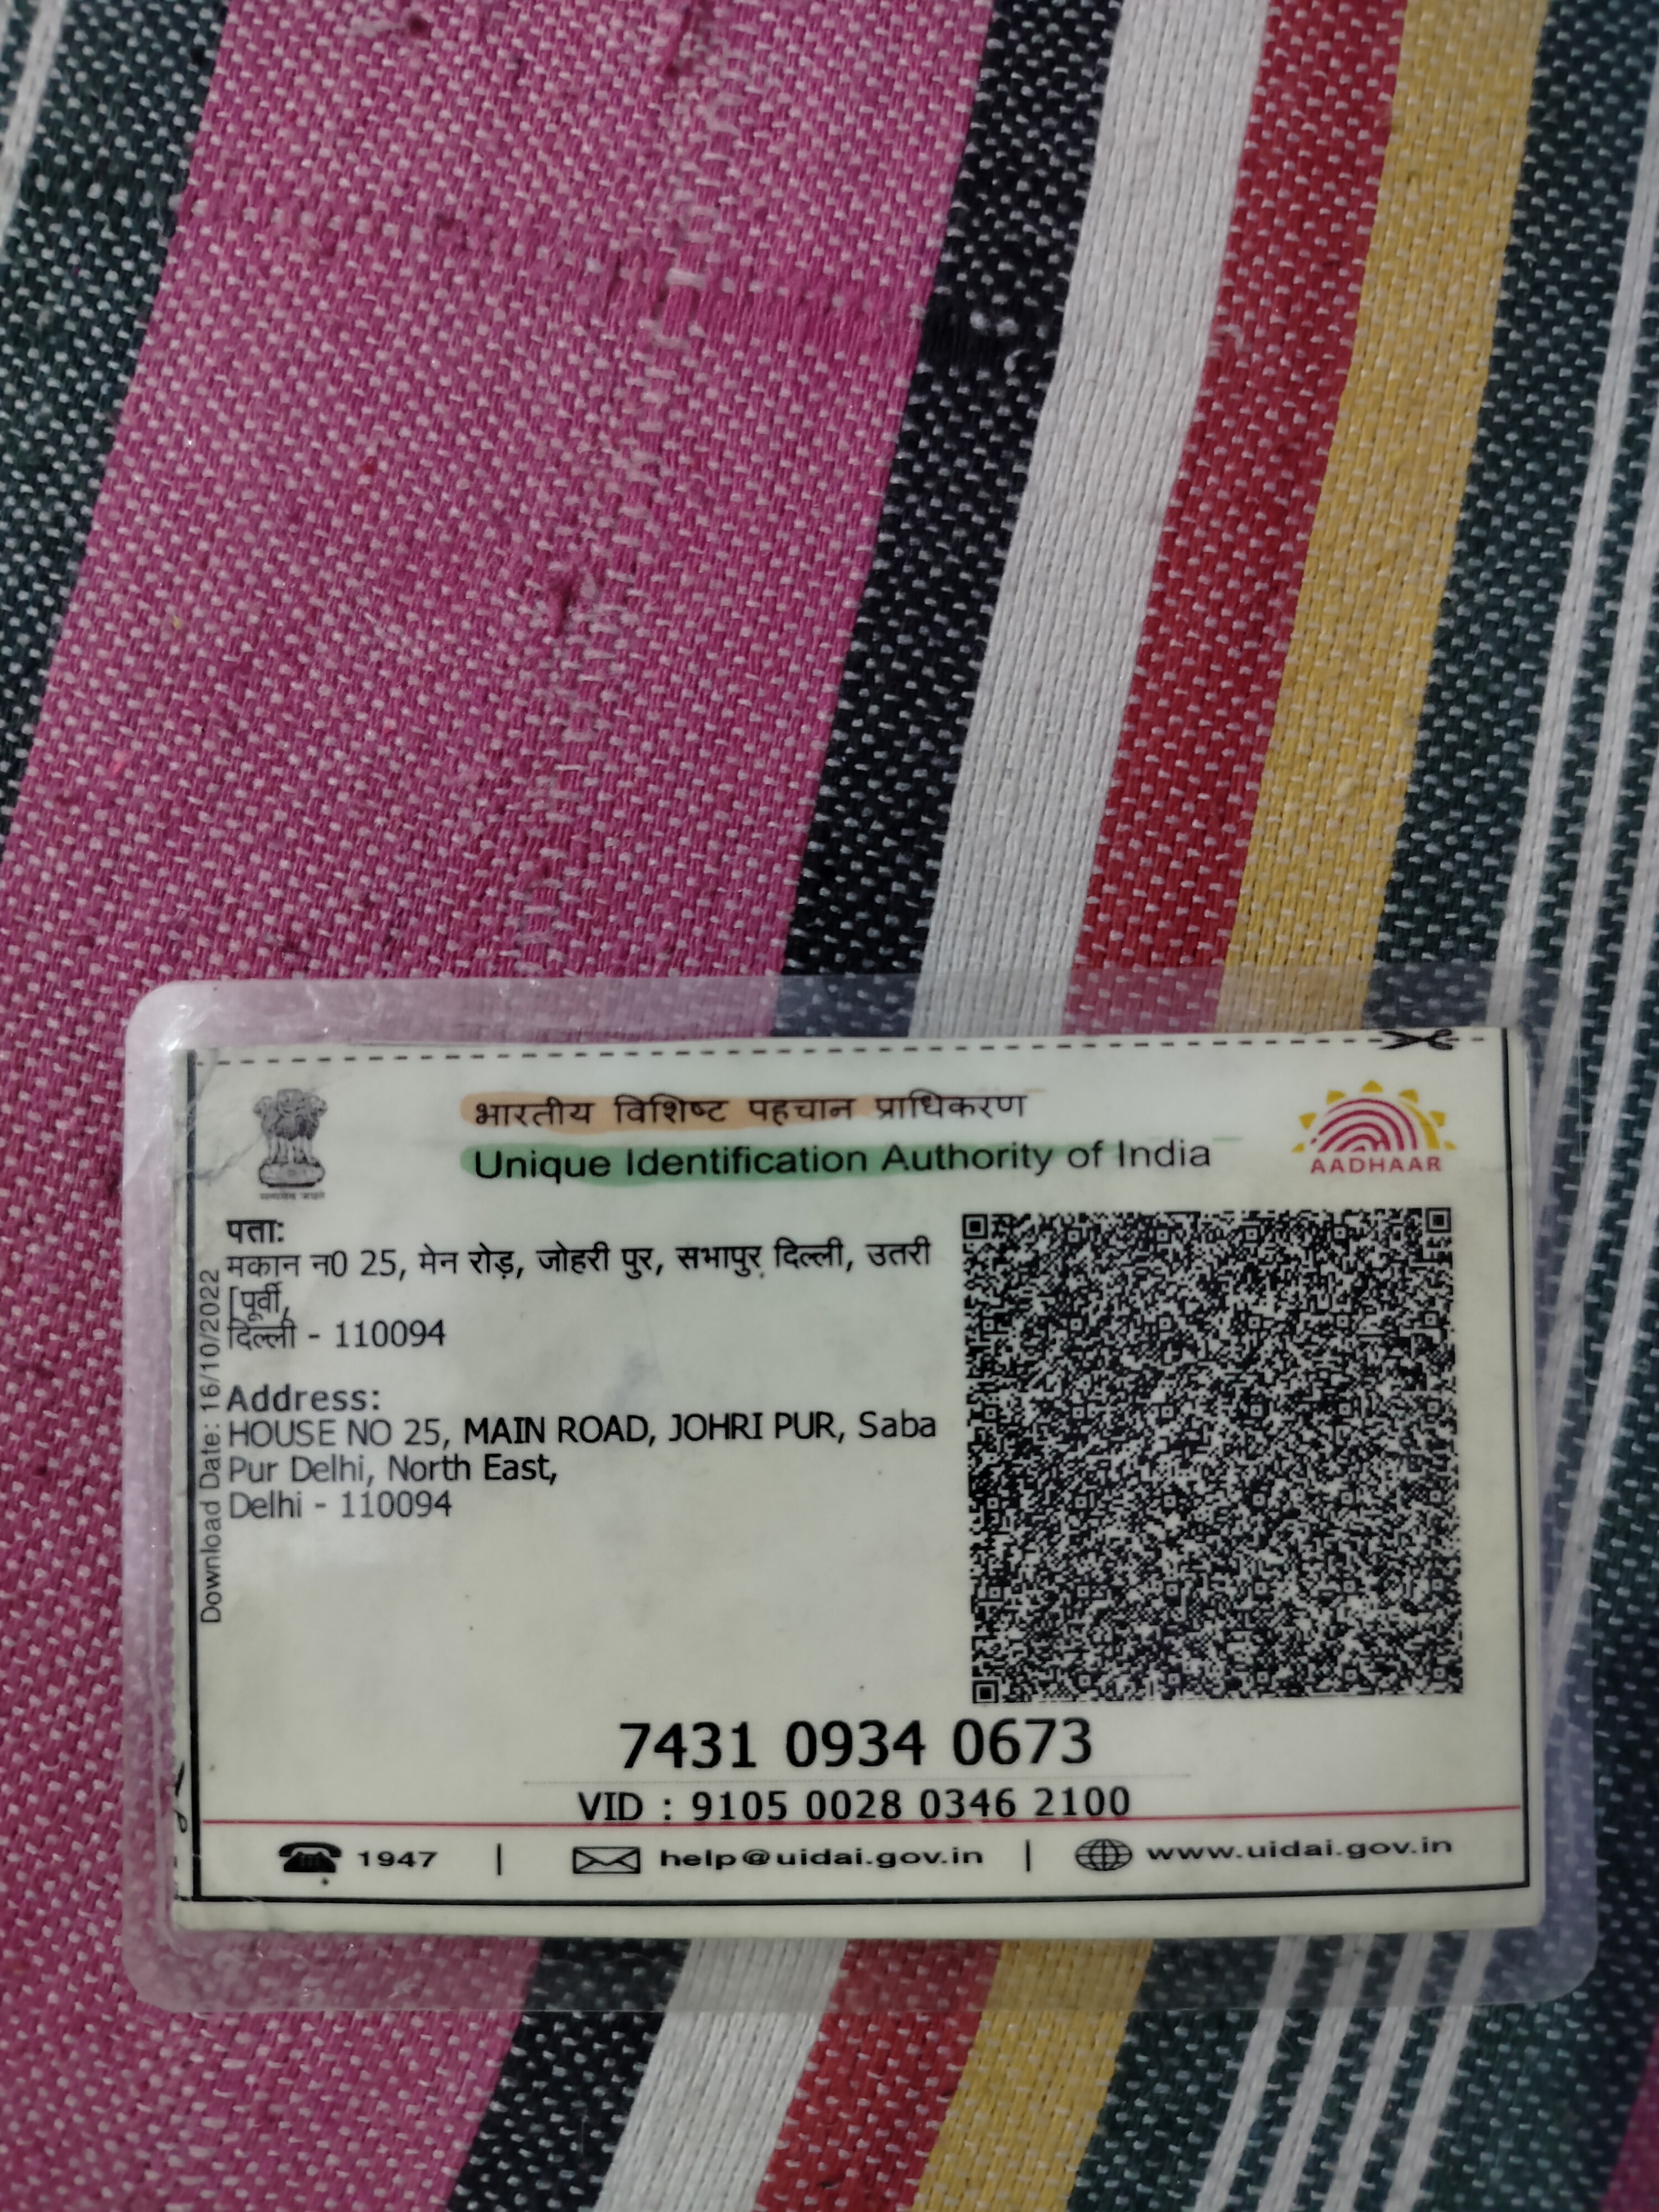 भारतीय विशिष्ट पहचान प्राधिकरण
Unique Identification Authority of India
AADHAAR
पता:
मकान न0 25, मेन रोड़, जोहरी पुर, सभापुर दिल्ली, उतरी
[पूर्वी,
दिल्ली - 110094
Address:
HOUSE NO 25, MAIN ROAD, JOHRI PUR, Saba
Pur Delhi, North East,
Delhi - 110094
Download Date: 16/10/2022
7431 0934 0673
VID : 9105 0028 0346 2100
1947 | help@uidai.gov.in | www.uidai.gov.in